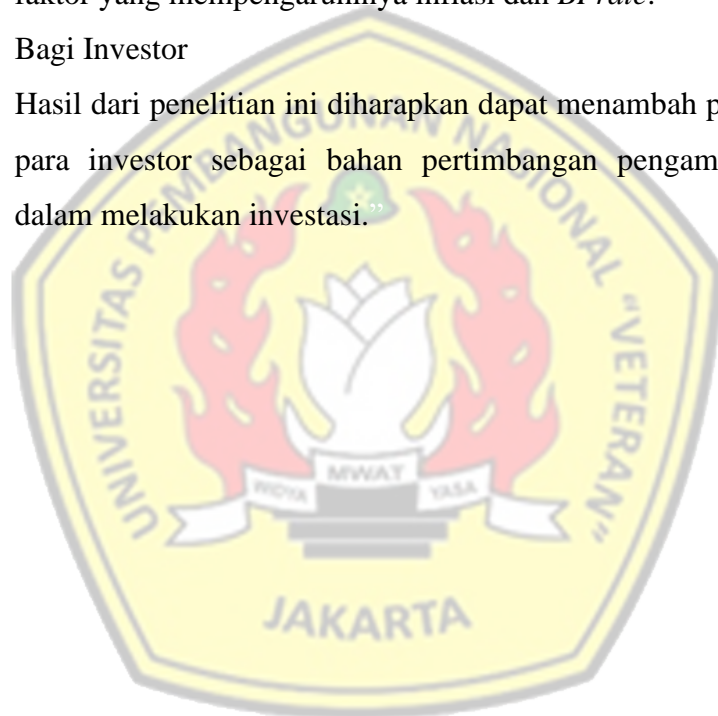 faktor yang mempengaruhinya inflasi dan BI rate.
Bagi Investor
Hasil dari penelitian ini diharapkan dapat menambah p
para investor sebagai bahan pertimbangan pengam
dalam melakukan investasi.”
UNIVERSITAS PEMBANGUNAN NASIONAL "VETERAN"
WIDYA MWAT YASA
JAKARTA